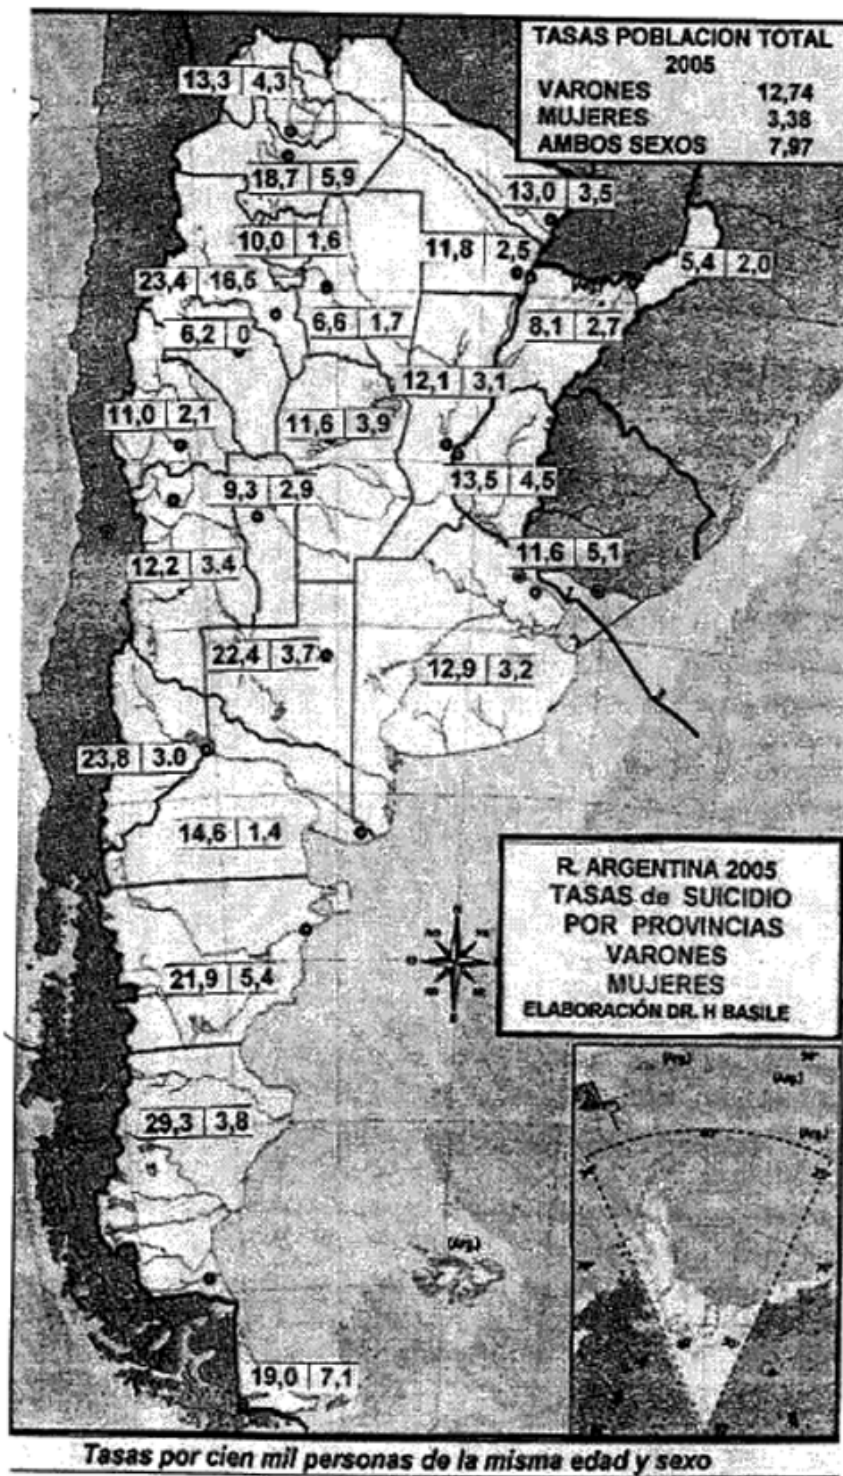 TASAS POBLACION TOTAL
2005
VARONES 12,74
MUJERES 3,38
AMBOS SEXOS 7,97
13,3 | 4,3
18,7 | 5,9
13,0 | 3,5
10,0 | 1,6
11,8 | 2,5
5,4 | 2,0
23,4 | 16,5
6,6 | 1,7
8,1 | 2,7
6,2 | 0
12,1 | 3,1
11,0 | 2,1
11,6 | 3,9
9,3 | 2,9
13,5 | 4,5
12,2 | 3.4
11,6 | 5,1
22,4 | 3,7
12,9 | 3,2
23,8 | 3.0
14,6 | 1.4
R. ARGENTINA 2005
TASAS de SUICIDIO
POR PROVINCIAS
VARONES
MUJERES
ELABORACIÓN DR. H BASILE
21,9 | 5,4
29,3 | 3,8
(Arg.)
(Arg.)
(Arg.)
19,0 | 7,1
Tasas por cien mil personas de la misma edad y sexo